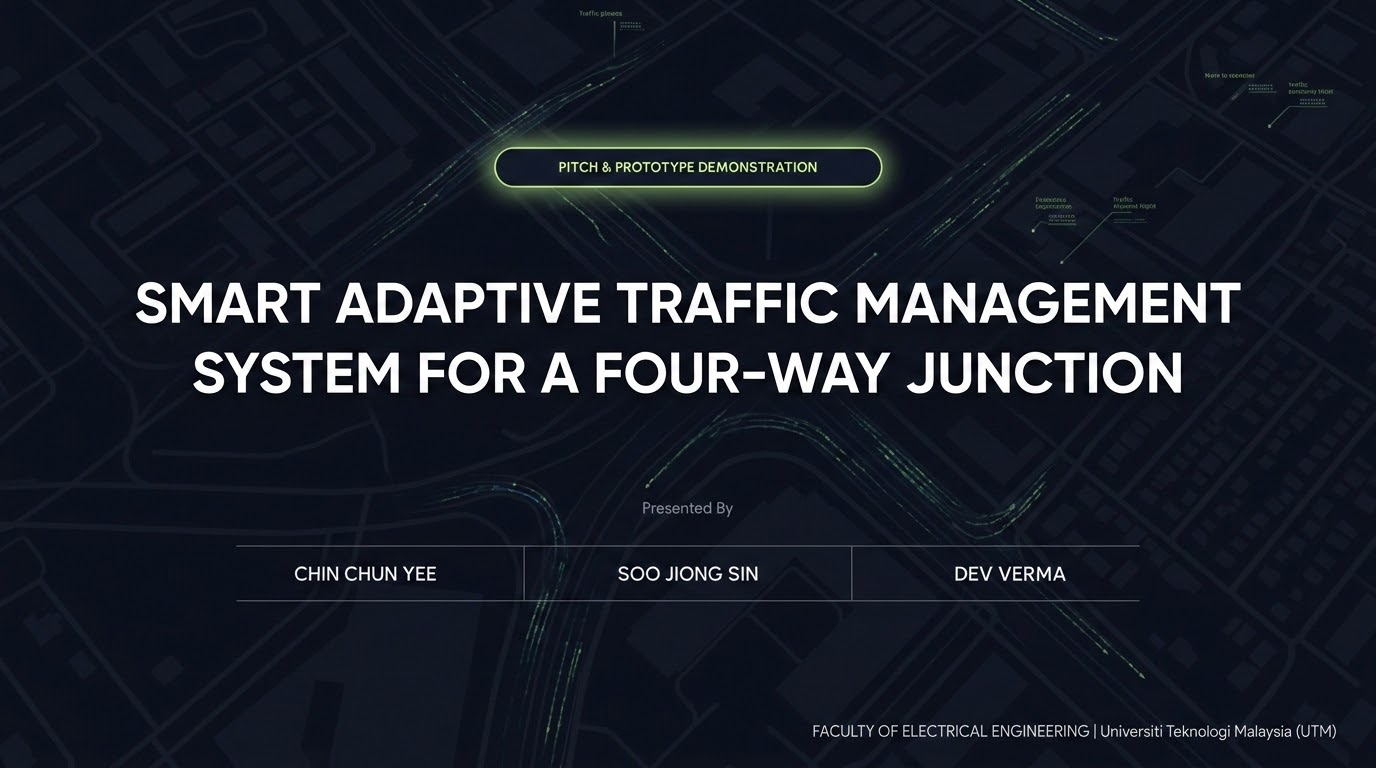 Traffic
PITCH & PROTOTYPE DEMONSTRATION
SMART ADAPTIVE TRAFFIC MANAGEMENT
SYSTEM FOR A FOUR-WAY JUNCTION
Presented By
CHIN CHUN YEE
SOO JIONG SIN
DEV VERMA
FACULTY OF ELECTRICAL ENGINEERING | Universiti Teknologi Malaysia (UTM)